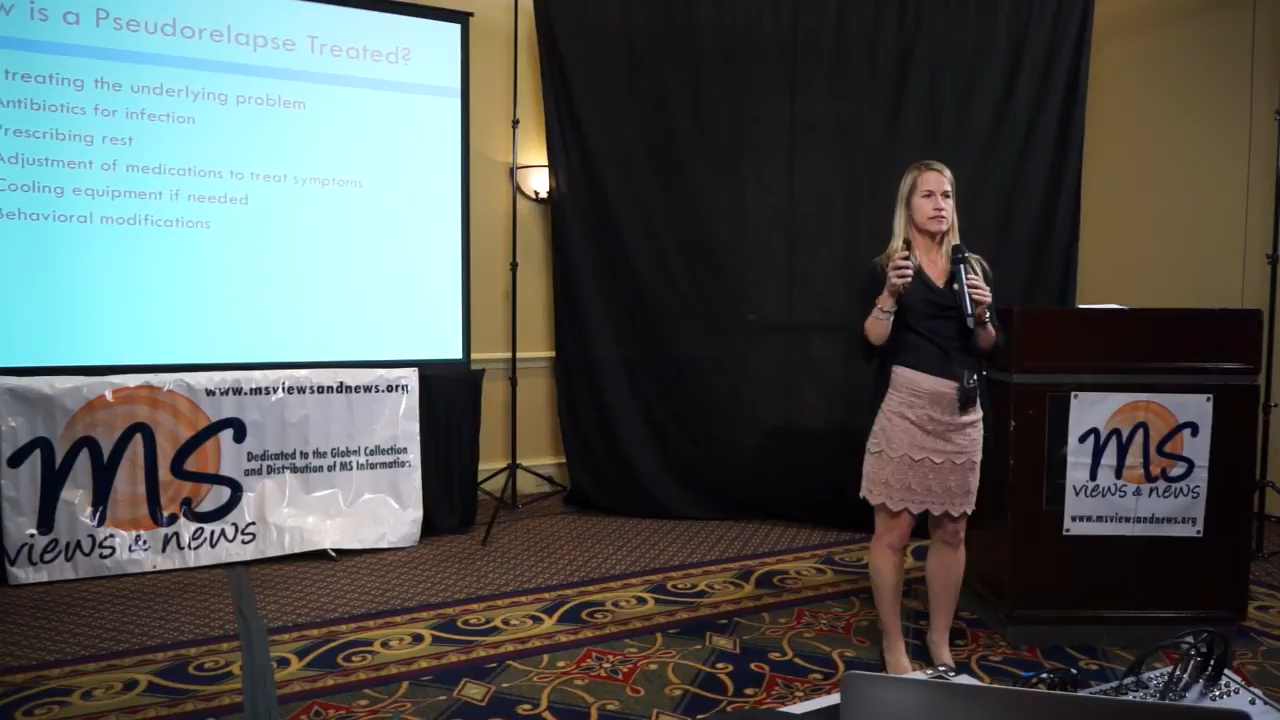 w is a Pseudorelapse Treated?
treating the underlying problem
Antibiotics for infection
Prescribing rest
Adjustment of medications to treat symptoms
Cooling equipment if needed
Behavioral modifications
www.msviewsandnews.org
MS
Dedicated to the Global Collection
and Distribution of MS Information
views & news
MS
views & news
www.msviewsandnews.org